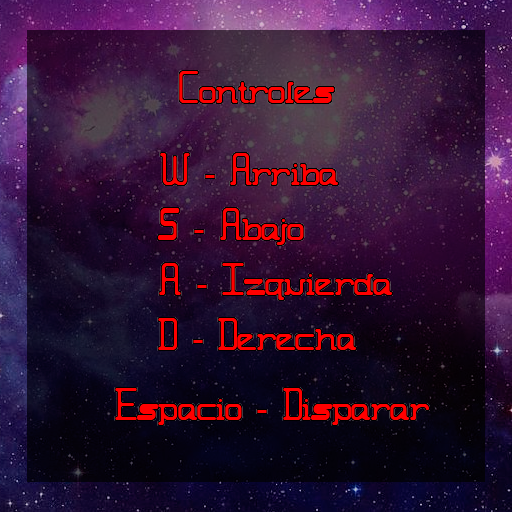 Controles
W - Arriba
S - Abajo
A - Izquierda
D - Derecha
Espacio - Disparar